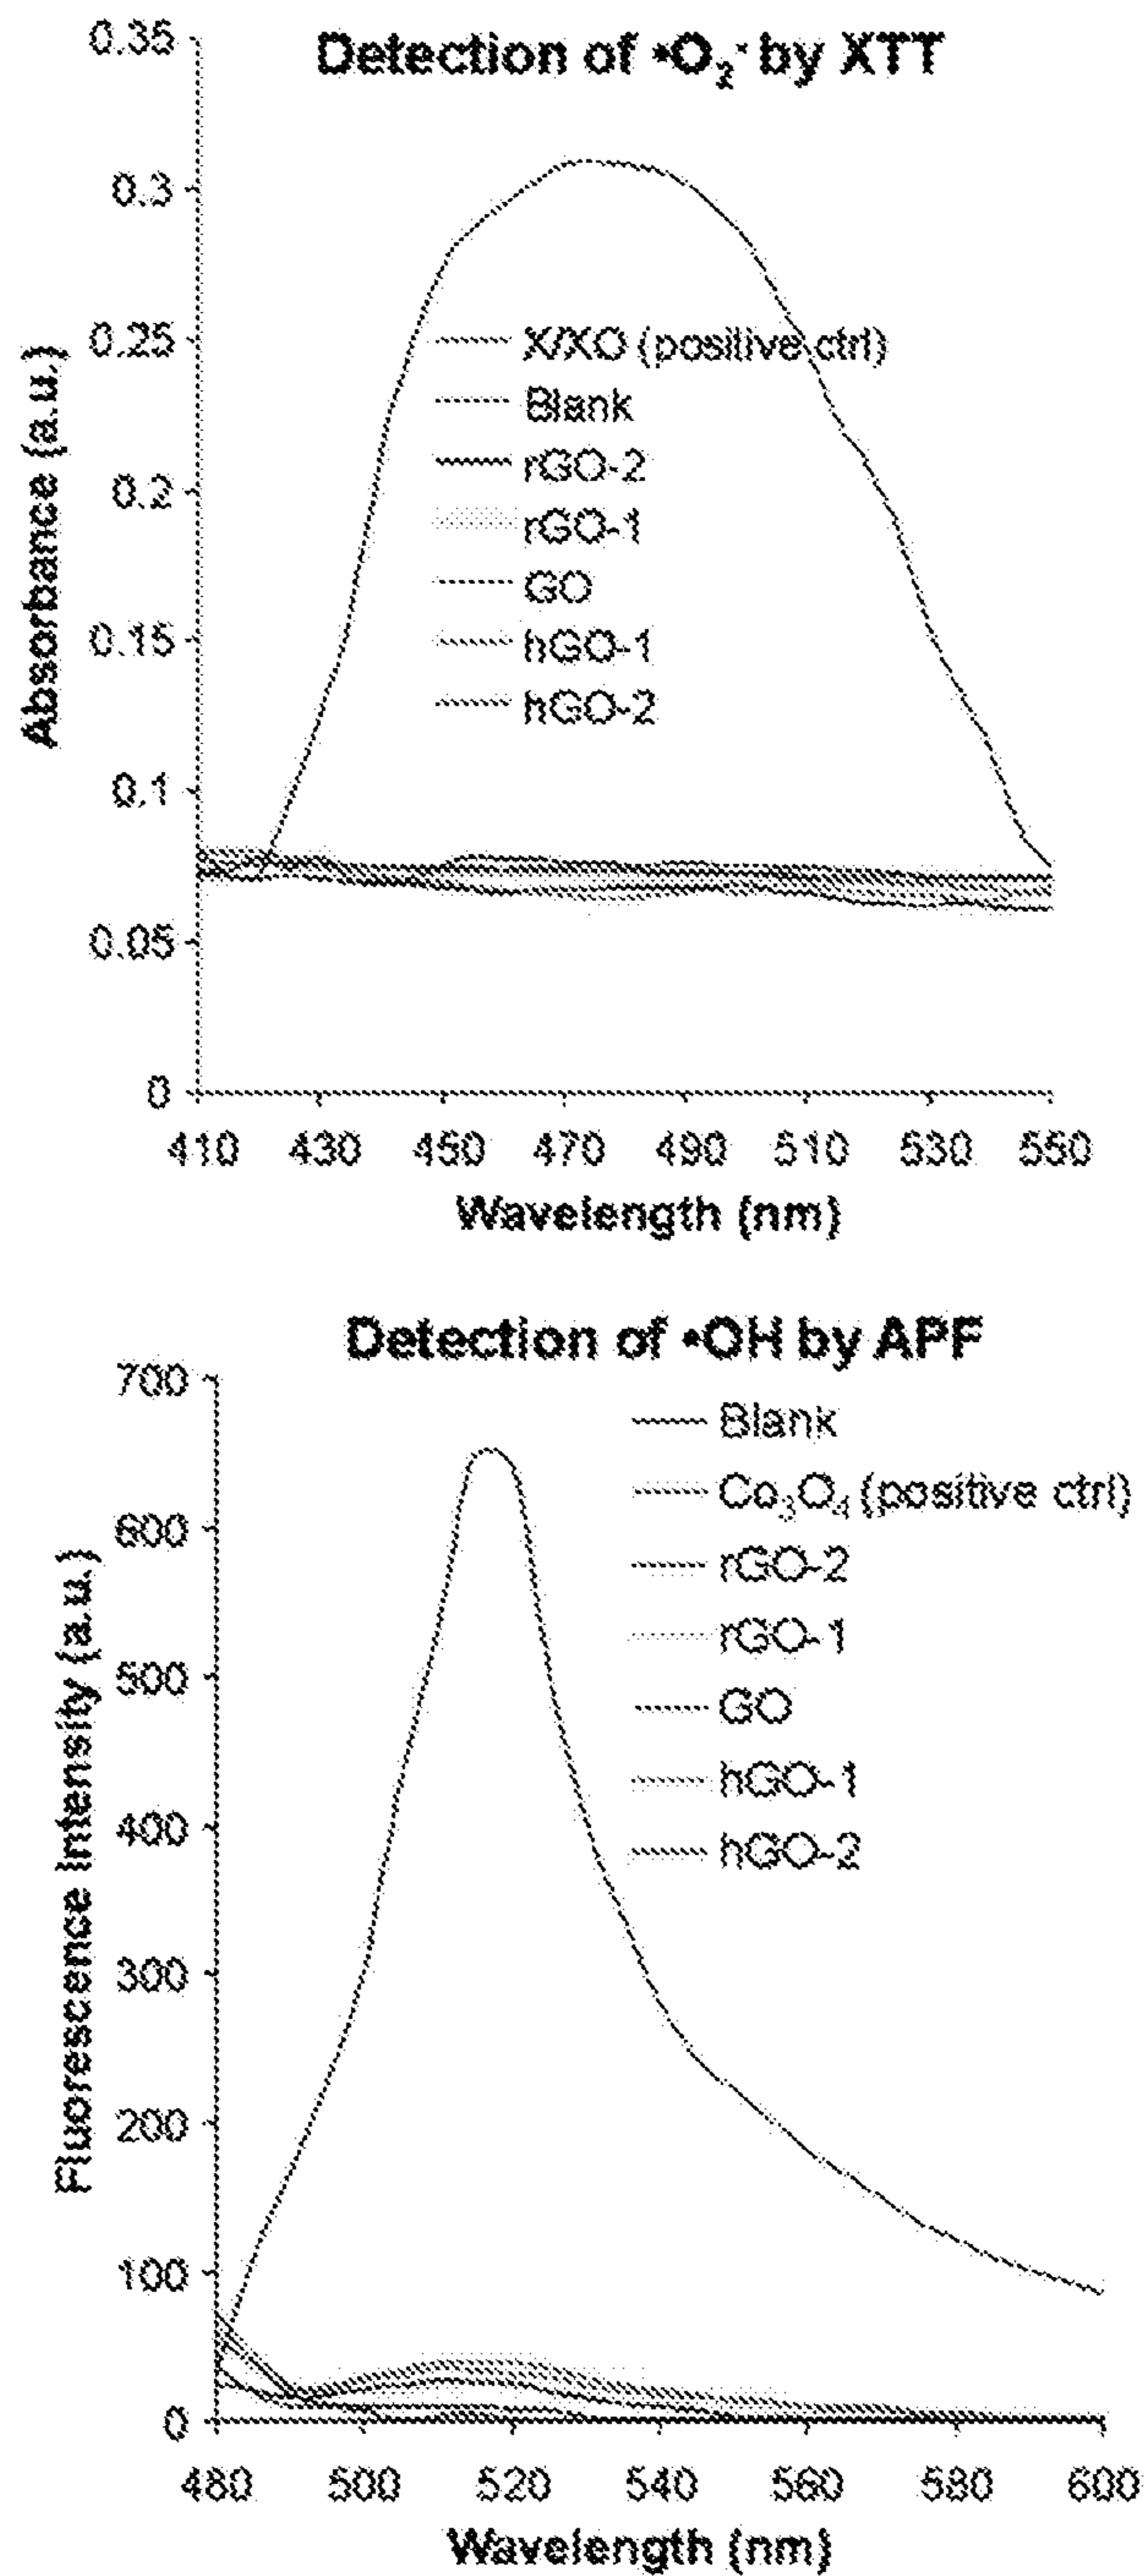 Detection of •O₂⁻ by XTT
0.35
0.3
0.25
0.2
0.15
0.1
0.05
0
Absorbance (a.u.)
X/XO (positive ctrl)
Blank
rGO-2
rGO-1
GO
hGO-1
hGO-2
410 430 450 470 490 510 530 550
Wavelength (nm)
Detection of •OH by APF
700
600
500
400
300
200
100
0
Fluorescence Intensity (a.u.)
Blank
Co₃O₄ (positive ctrl)
rGO-2
rGO-1
GO
hGO-1
hGO-2
480 500 520 540 560 580 600
Wavelength (nm)